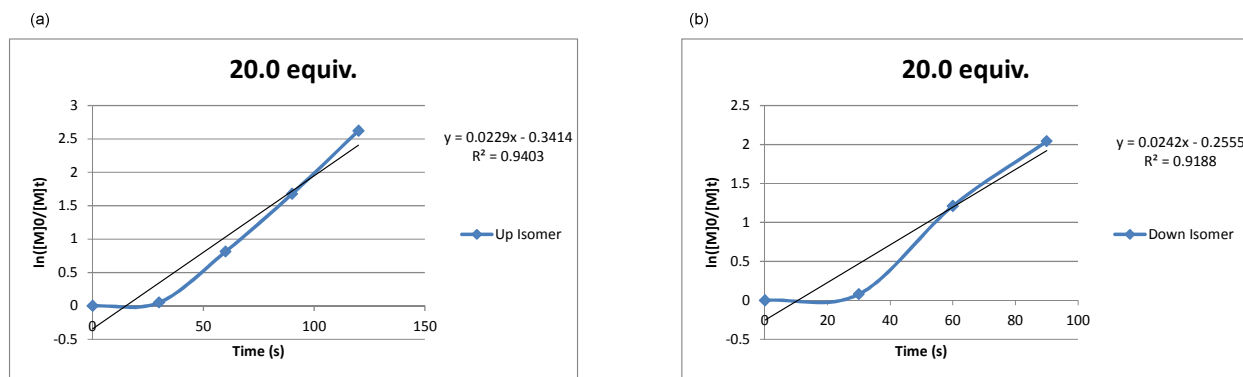 (a)
20.0 equiv.
3
2.5
2
1.5
1
0.5
0
-0.5
0
50
100
150
ln([M]0/[M]t)
Time (s)
y = 0.0229x - 0.3414
R² = 0.9403
Up Isomer
(b)
20.0 equiv.
2.5
2
1.5
1
0.5
0
-0.5
0
20
40
60
80
100
ln([M]0/[M]t)
Time (s)
y = 0.0242x - 0.2555
R² = 0.9188
Down Isomer